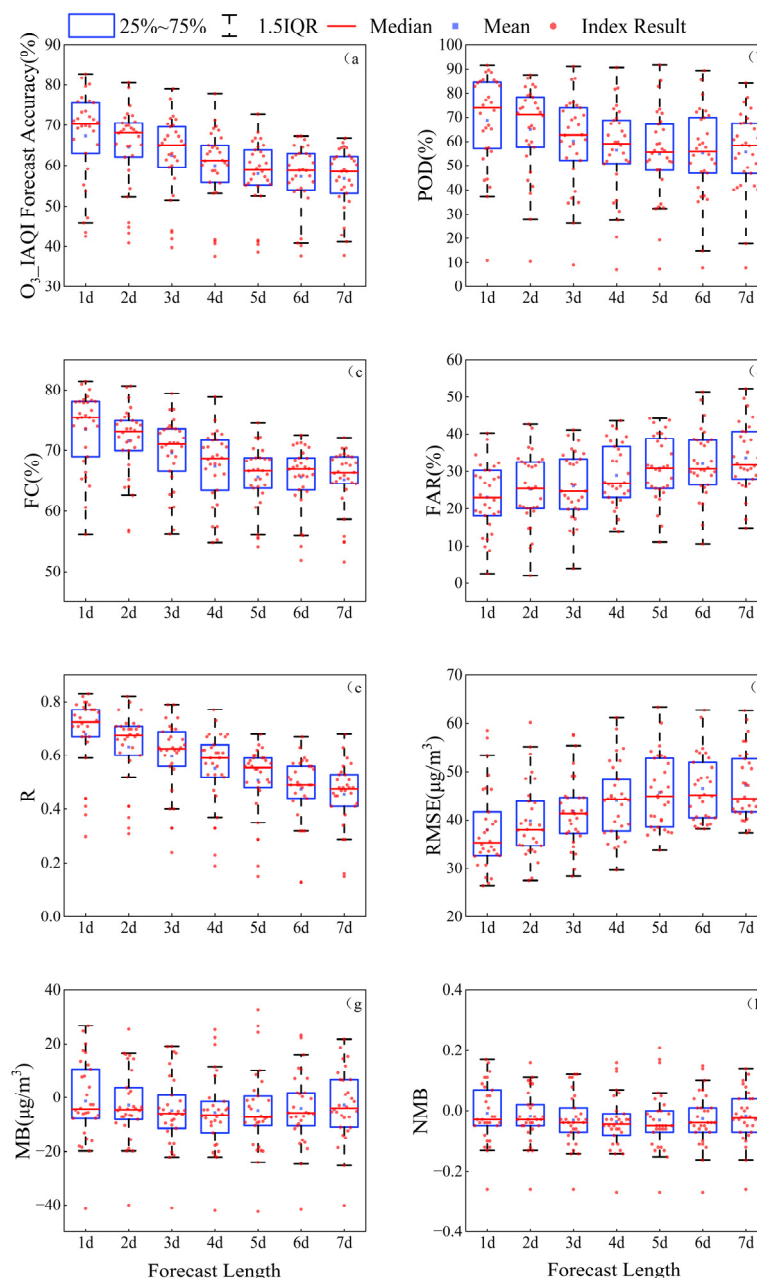 25%~75% 1.5IQR Median Mean Index Result
(a
O3_IAQI Forecast Accuracy(%)
90
80
70
60
50
40
30
1d 2d 3d 4d 5d 6d 7d
POD(%)
100
90
80
70
60
50
40
30
20
10
0
1d 2d 3d 4d 5d 6d 7d
(c
FC(%)
80
70
60
50
1d 2d 3d 4d 5d 6d 7d
FAR(%)
60
50
40
30
20
10
0
1d 2d 3d 4d 5d 6d 7d
(e
R
0.8
0.6
0.4
0.2
0.0
1d 2d 3d 4d 5d 6d 7d
RMSE(μg/m³)
70
60
50
40
30
20
1d 2d 3d 4d 5d 6d 7d
(g
MB(μg/m³)
40
20
0
−20
−40
1d 2d 3d 4d 5d 6d 7d
Forecast Length
NMB
0.4
0.2
0.0
−0.2
−0.4
1d 2d 3d 4d 5d 6d 7d
Forecast Length